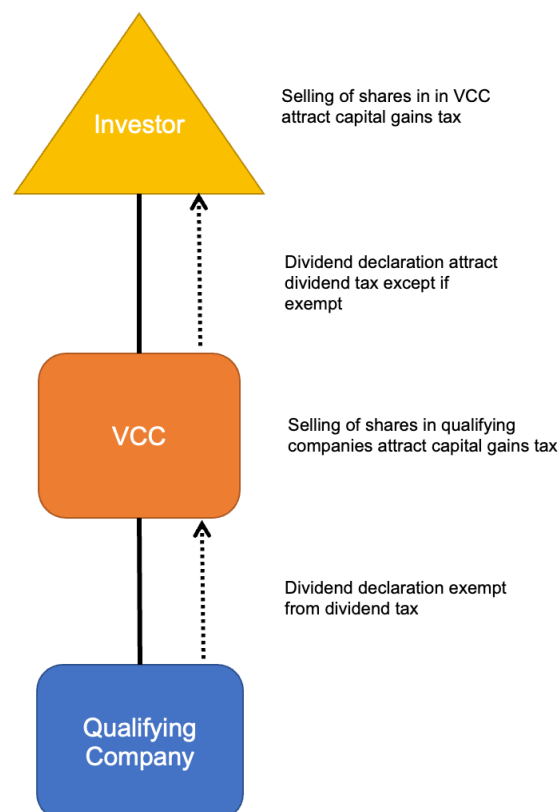 Investor
Selling of shares in in VCC
attract capital gains tax
Dividend declaration attract
dividend tax except if
exempt
VCC
Selling of shares in qualifying
companies attract capital gains tax
Dividend declaration exempt
from dividend tax
Qualifying
Company